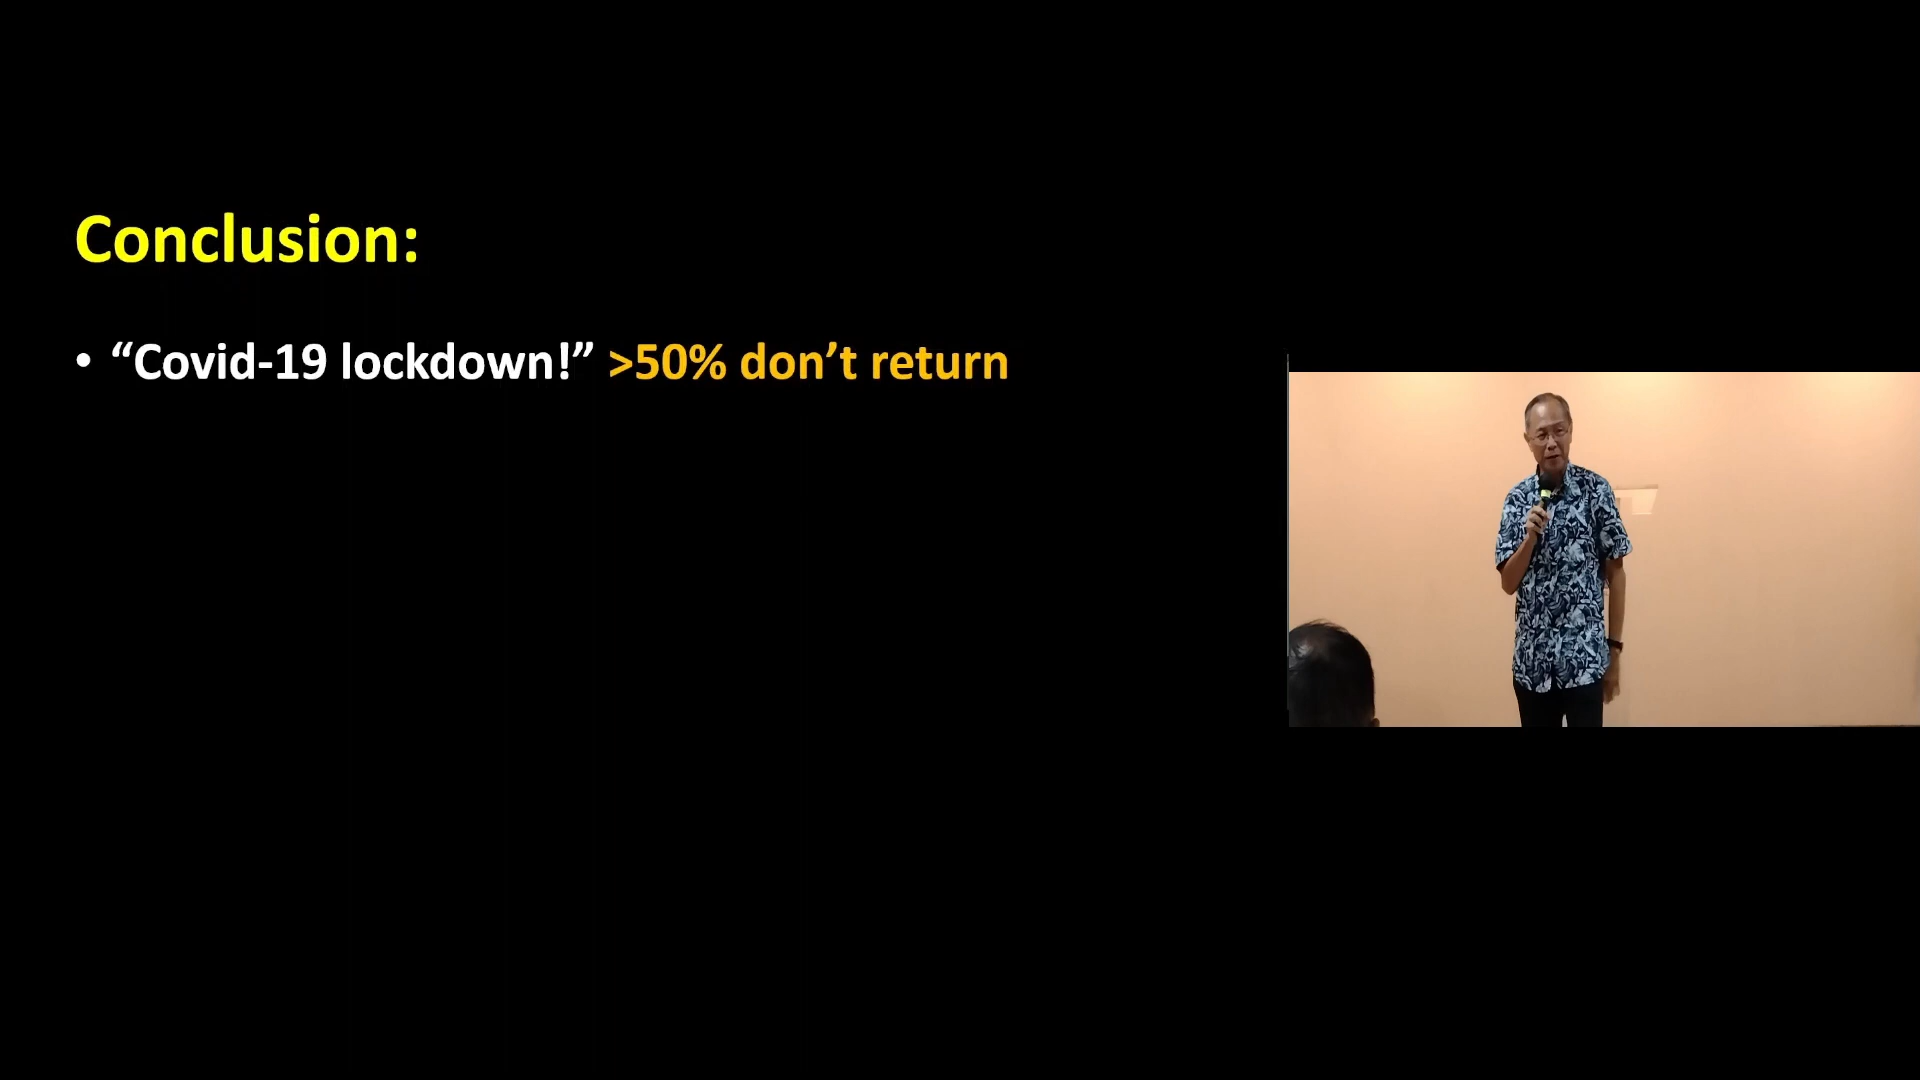 Conclusion:
• “Covid-19 lockdown!” >50% don’t return